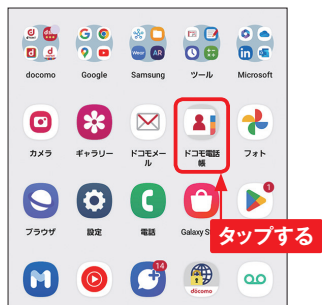 docomo Google Samsung ツール Microsoft
カメラ ギャラリー ドコモメー
ル ドコモ電話
帳 フォト
1
ブラウザ 設定 電話 Galaxy S
タップする
14
docomo